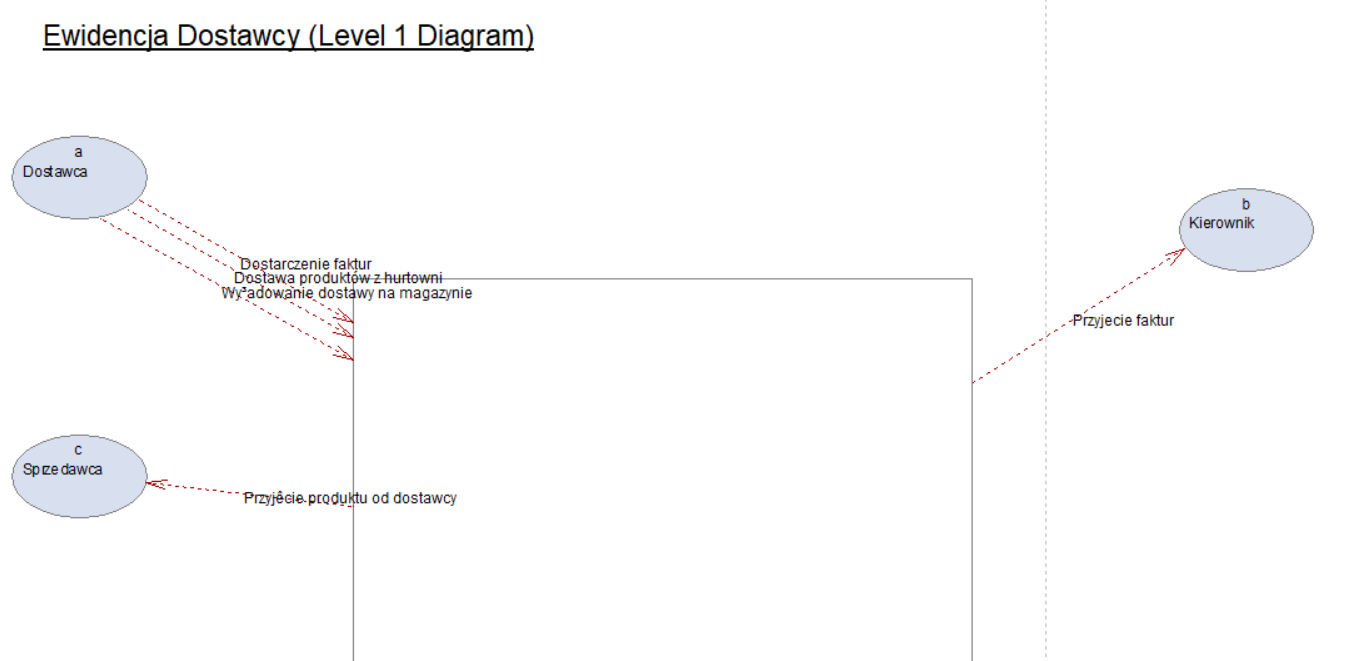 Ewidencja Dostawcy (Level 1 Diagram)
a
Dostawca
b
Kierownik
Dostarczenie faktur
Dostawa produktów z hurtowni
Wy³adowanie dostawy na magazynie
Przyjecie faktur
c
Sprzedawca
Przyjêcie produktu od dostawcy